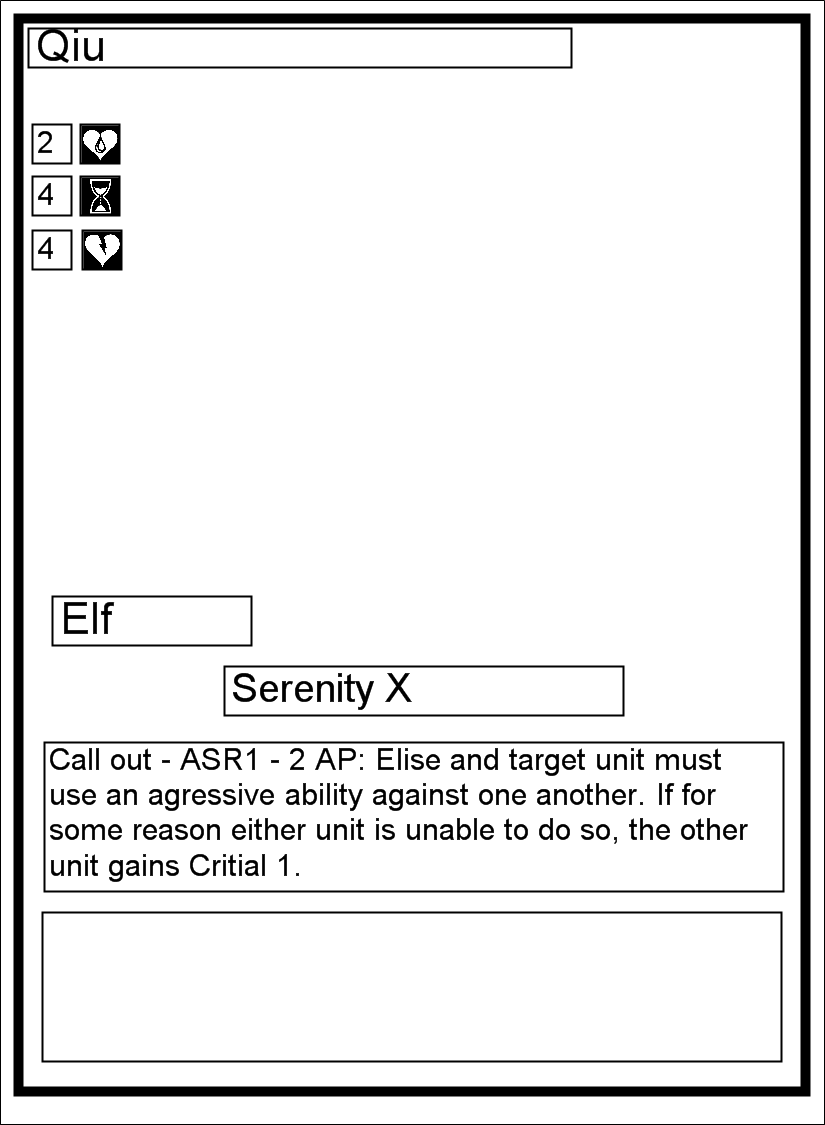 Qiu
2
4
4
Elf
Serenity X
Call out - ASR1 - 2 AP: Elise and target unit must
use an agressive ability against one another. If for
some reason either unit is unable to do so, the other
unit gains Critial 1.